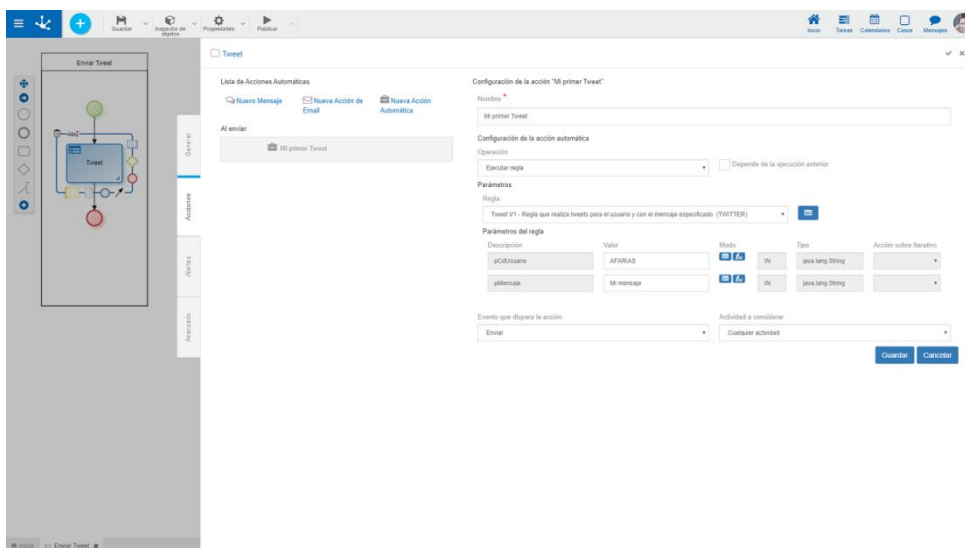 Guardar
Inspector de objetos
Propiedades
Publicar
Inicio
Tareas
Calendarios
Casos
Mensajes
Enviar Tweet
Tweet
General
Acciones
Alertas
Avanzado
Tweet
Lista de Acciones Automáticas
Nuevo Mensaje
Nueva Acción de Email
Nueva Acción Automática
Al enviar
Mi primer Tweet
Configuración de la acción "Mi primer Tweet"
Nombre *
Mi primer Tweet
Configuración de la acción automática
Operación
Ejecutar regla
Depende de la ejecución anterior
Parámetros
Regla
Tweet V1 - Regla que realiza tweets para el usuario y con el mensaje especificado. (TWITTER)
Parámetros del regla
Descripción Valor Modo Tipo Acción sobre Iterativo
pCdUsuario AFARIAS IN java.lang.String
pMensaje Mi mensaje IN java.lang.String
Evento que dispara la acción
Enviar
Actividad a considerar
Cualquier actividad
Guardar Cancelar
Inicio Enviar Tweet